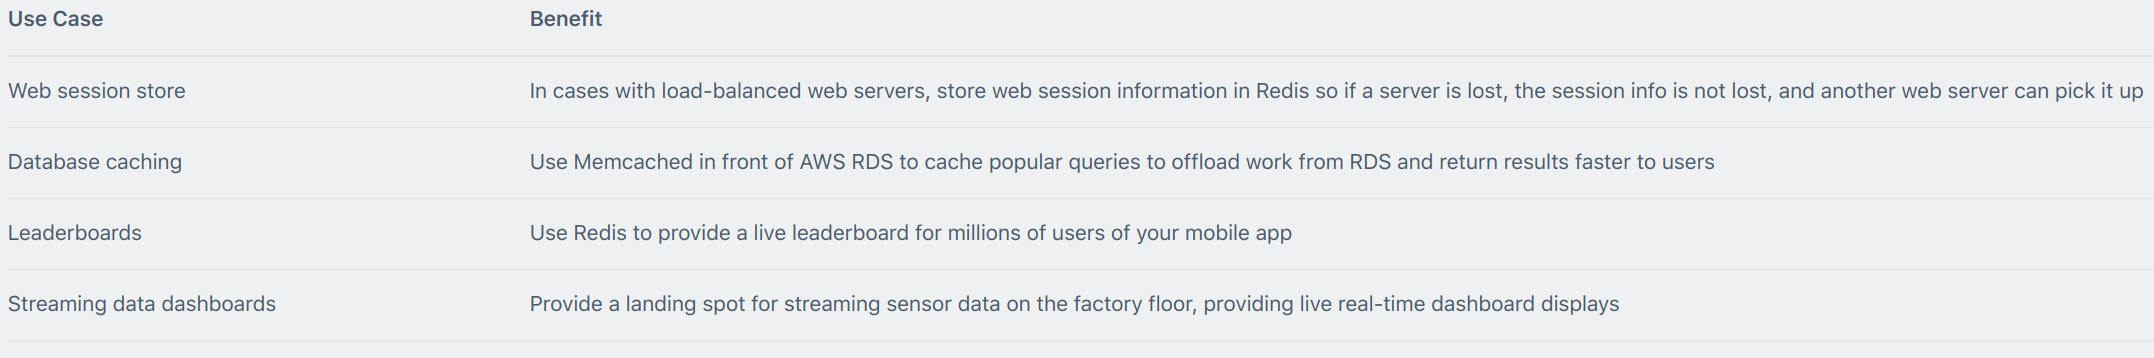 Use Case Benefit
Web session store In cases with load-balanced web servers, store web session information in Redis so if a server is lost, the session info is not lost, and another web server can pick it up
Database caching Use Memcached in front of AWS RDS to cache popular queries to offload work from RDS and return results faster to users
Leaderboards Use Redis to provide a live leaderboard for millions of users of your mobile app
Streaming data dashboards Provide a landing spot for streaming sensor data on the factory floor, providing live real-time dashboard displays